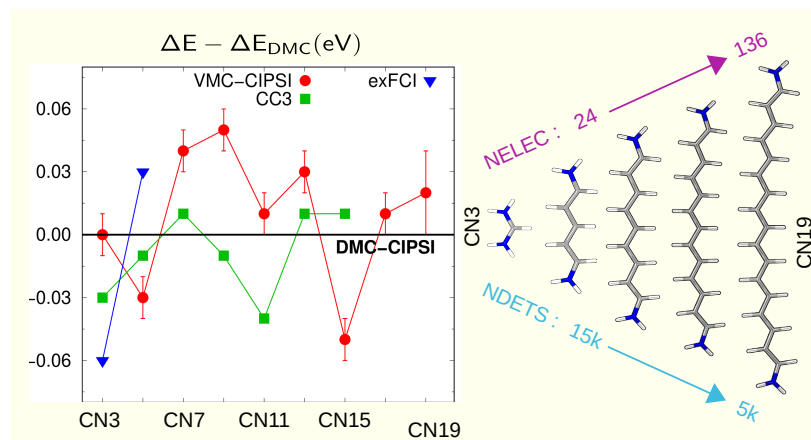 ΔE − ΔE_DMC(eV)
VMC−CIPSI
exFCI
CC3
0.06
0.03
0.00
-0.03
-0.06
DMC−CIPSI
CN3
CN7
CN11
CN15
CN19
NELEC : 24
136
CN3
CN19
NDETS : 15k
5k